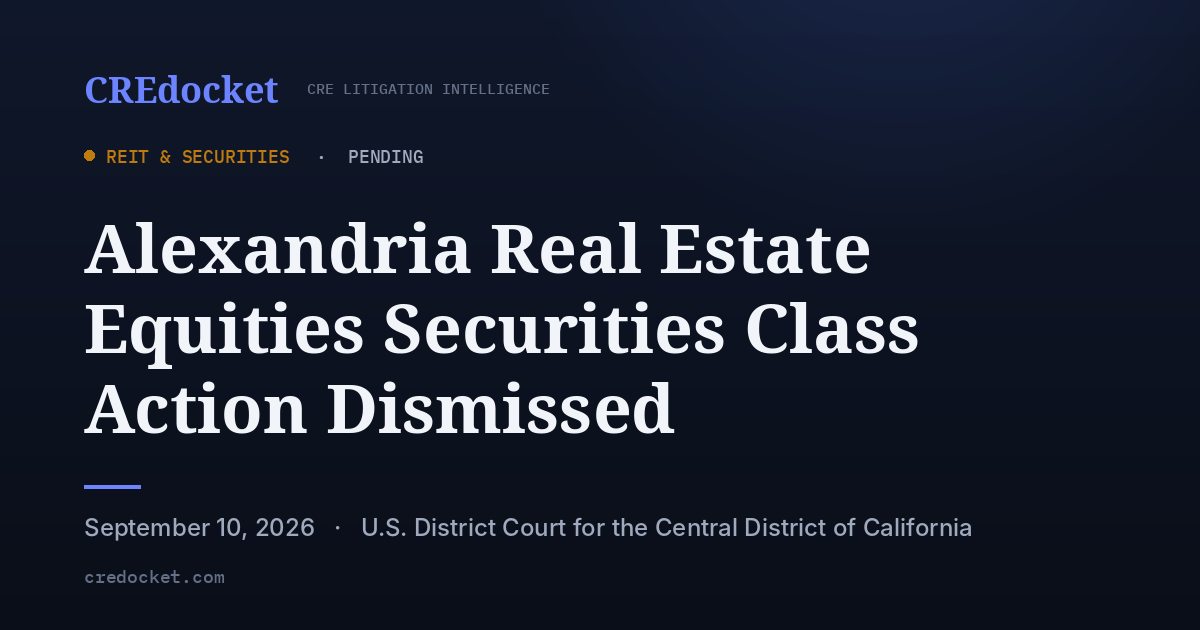 CREdocket CRE LITIGATION INTELLIGENCE
REIT & SECURITIES · PENDING
Alexandria Real Estate
Equities Securities Class
Action Dismissed
September 10, 2026 · U.S. District Court for the Central District of California
credocket.com